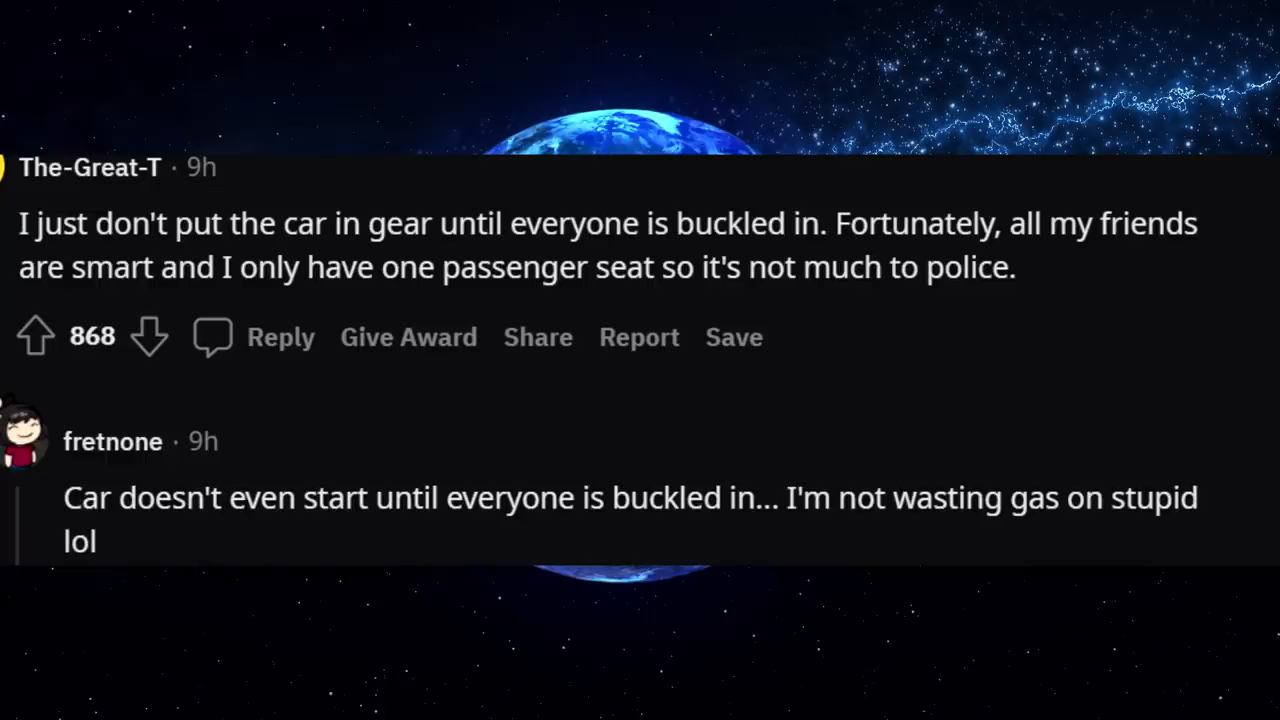 The-Great-T · 9h
I just don't put the car in gear until everyone is buckled in. Fortunately, all my friends
are smart and I only have one passenger seat so it's not much to police.
868 Reply Give Award Share Report Save
fretnone · 9h
Car doesn't even start until everyone is buckled in... I'm not wasting gas on stupid
lol